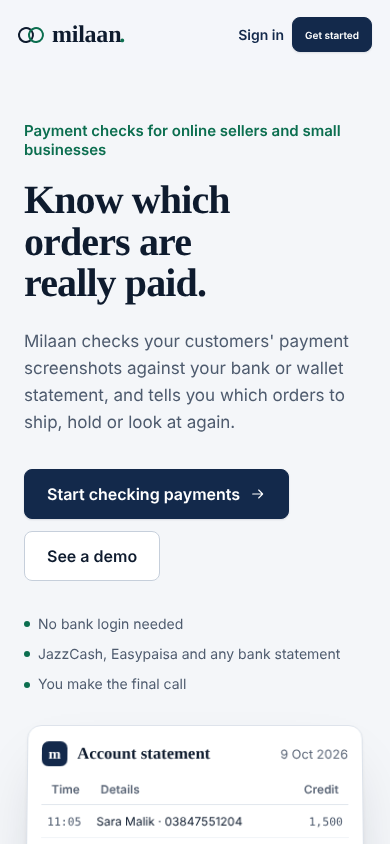 milaan.
Sign in
Get started
Payment checks for online sellers and small
businesses
Know which
orders are
really paid.
Milaan checks your customers' payment
screenshots against your bank or wallet
statement, and tells you which orders to
ship, hold or look at again.
Start checking payments →
See a demo
No bank login needed
JazzCash, Easypaisa and any bank statement
You make the final call
m Account statement 9 Oct 2026
Time Details Credit
11:05 Sara Malik · 03847551204 1,500